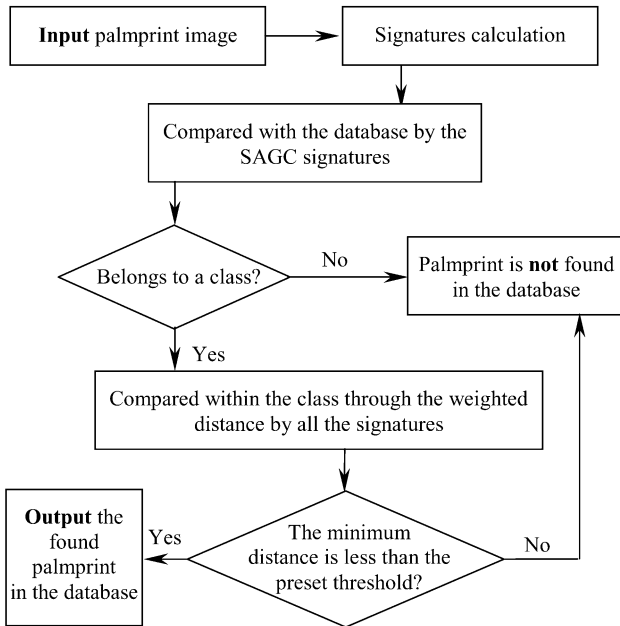 Input palmprint image
Signatures calculation
Compared with the database by the
SAGC signatures
Belongs to a class?
No
Palmprint is not found
in the database
Yes
Compared within the class through the weighted
distance by all the signatures
The minimum
distance is less than the
preset threshold?
Yes
No
Output the
found
palmprint
in the database